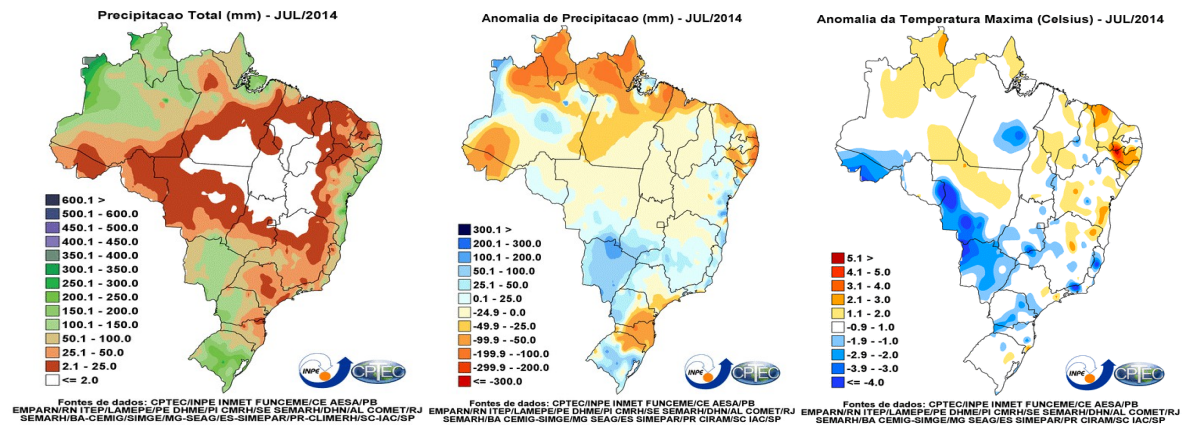 Precipitacao Total (mm) - JUL/2014
600.1 >
500.1 - 600.0
450.1 - 500.0
400.1 - 450.0
350.1 - 400.0
300.1 - 350.0
250.1 - 300.0
200.1 - 250.0
150.1 - 200.0
100.1 - 150.0
50.1 - 100.0
25.1 - 50.0
2.1 - 25.0
<= 2.0
INPE CPTEC
Fontes de dados: CPTEC/INPE INMET FUNCEME/CE AESA/PB
EMPARN/RN ITEP/LAMEPE/PE DHME/PI CMRH/SE SEMARH/DHN/AL COMET/RJ
SEMARH/BA-CEMIG/SIMGE/MG-SEAG/ES-SIMEPAR/PR-CLIMERH/SC-IAC/SP
Anomalia de Precipitacao (mm) - JUL/2014
300.1 >
200.1 - 300.0
100.1 - 200.0
50.1 - 100.0
25.1 - 50.0
0.1 - 25.0
-24.9 - 0.0
-49.9 - -25.0
-99.9 - -50.0
-199.9 - -100.0
-299.9 - -200.0
<= -300.0
INPE CPTEC
Fontes de dados: CPTEC/INPE INMET FUNCEME/CE AESA/PB
EMPARN/RN ITEP/LAMEPE/PE DHME/PI CMRH/SE SEMARH/DHN/AL COMET/RJ
SEMARH/BA CEMIG-SIMGE/MG SEAG/ES SIMEPAR/PR CIRAM/SC IAC/SP
Anomalia da Temperatura Maxima (Celsius) - JUL/2014
5.1 >
4.1 - 5.0
3.1 - 4.0
2.1 - 3.0
1.1 - 2.0
-0.9 - 1.0
-1.9 - -1.0
-2.9 - -2.0
-3.9 - -3.0
<= -4.0
INPE CPTEC
Fontes de dados: CPTEC/INPE INMET FUNCEME/CE AESA/PB
EMPARN/RN ITEP/LAMEPE/PE DHME/PI CMRH/SE SEMARH/DHN/AL COMET/RJ
SEMARH/BA CEMIG-SIMGE/MG SEAG/ES SIMEPAR/PR CIRAM/SC IAC/SP